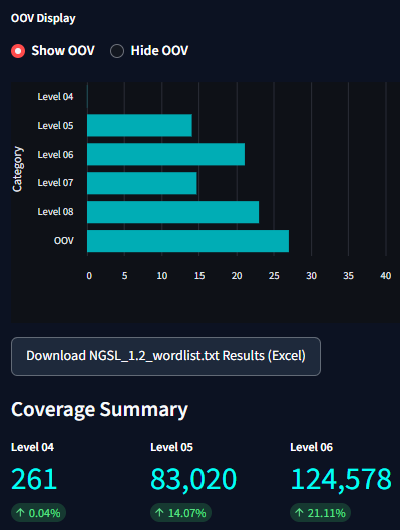 OOV Display
Show OOV Hide OOV
Category
Level 04
Level 05
Level 06
Level 07
Level 08
OOV
0 5 10 15 20 25 30 35 40
Download NGSL_1.2_wordlist.txt Results (Excel)
Coverage Summary
Level 04 Level 05 Level 06
261 83,020 124,578
↑ 0.04% ↑ 14.07% ↑ 21.11%